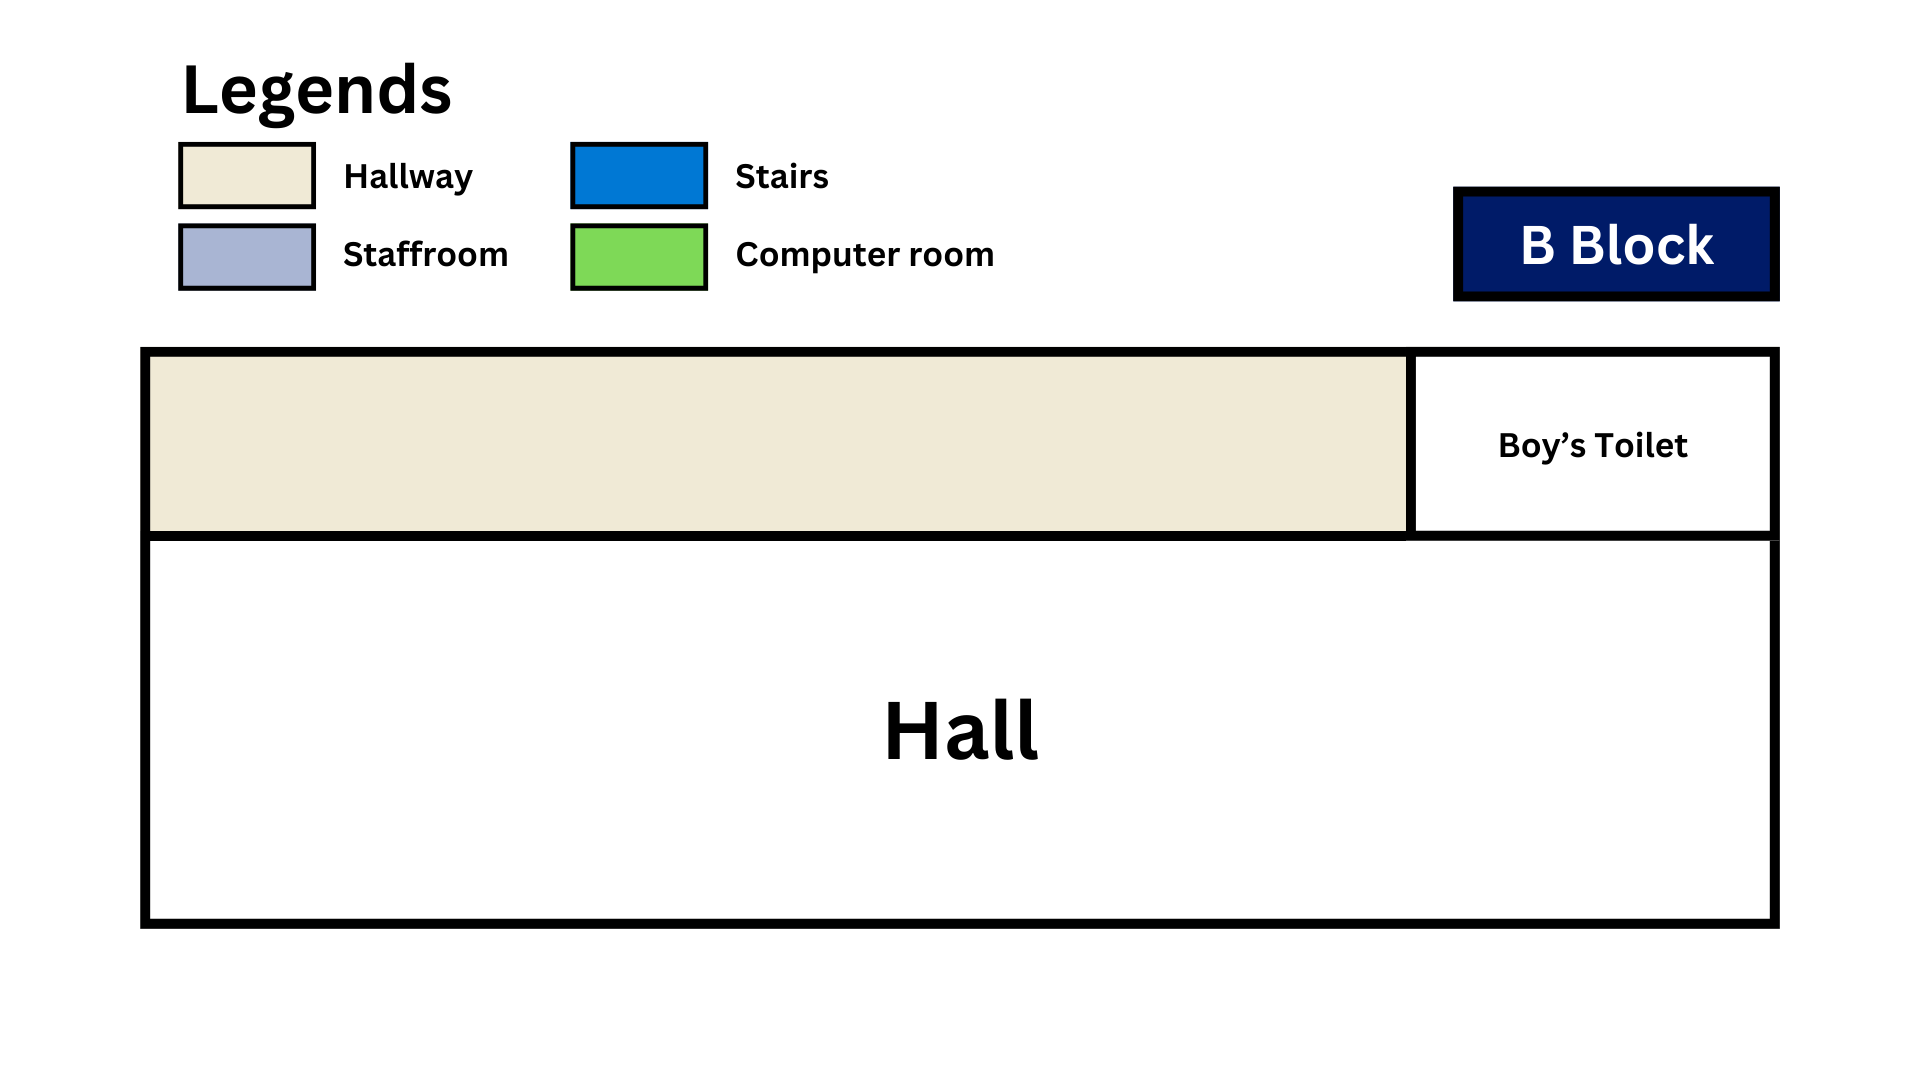 Legends
Hallway
Stairs
Staffroom
Computer room
B Block
Boy’s Toilet
Hall